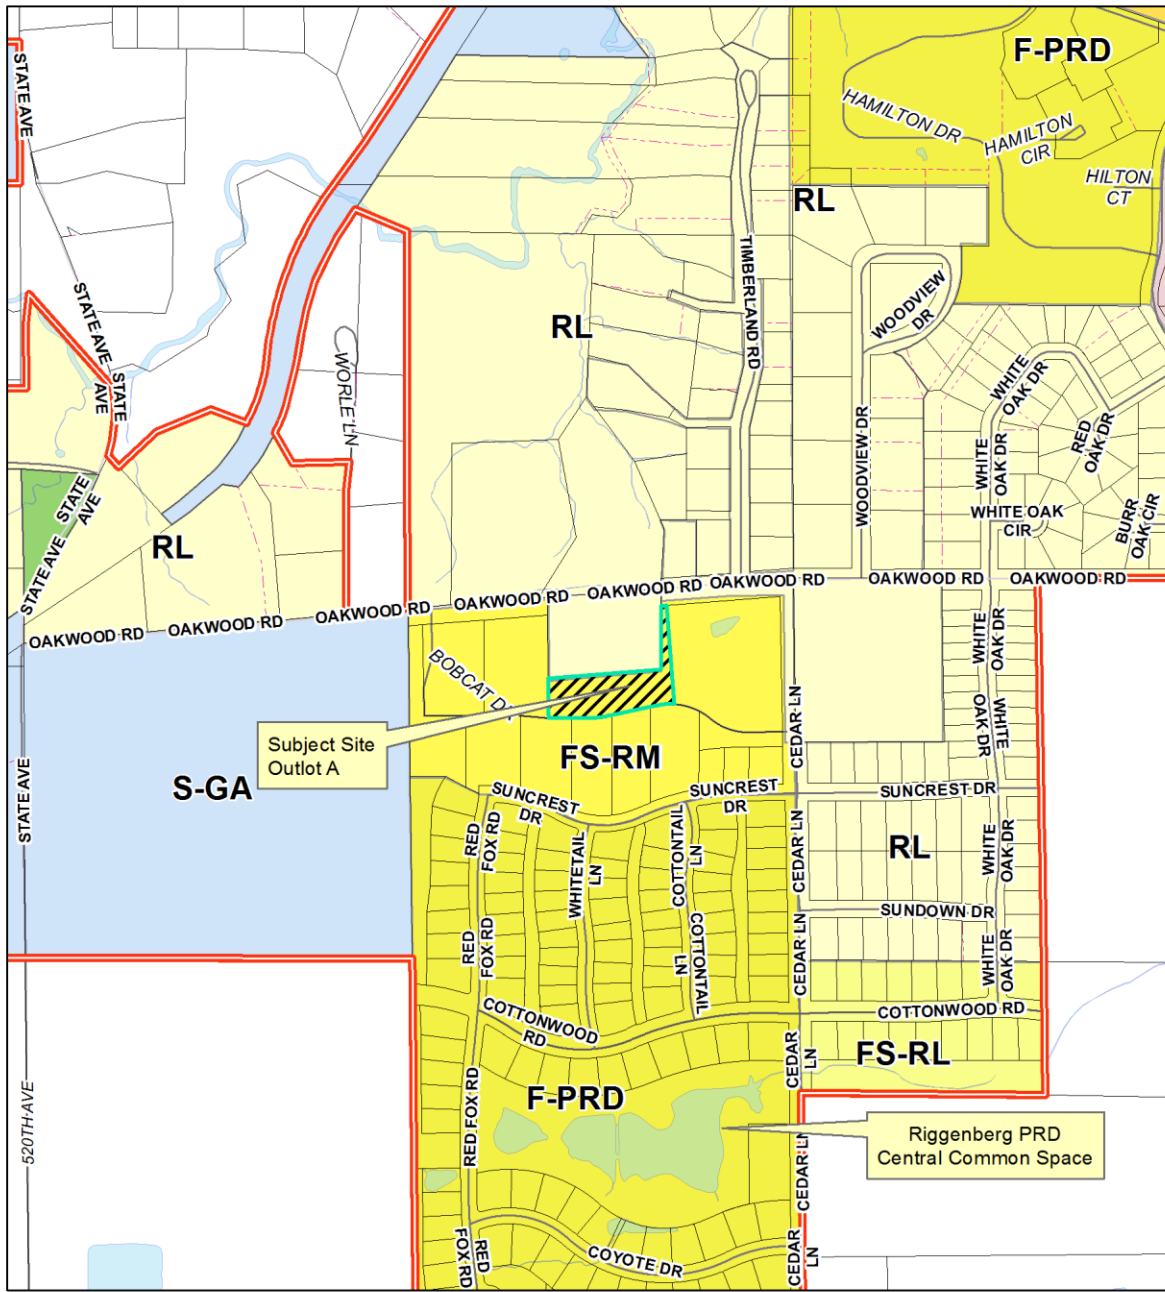 F-PRD
HAMILTON DR
HAMILTON
CIR
HILTON
CT
STATE AVE
RL
TIMBERLAND RD
WOODVIEW
DR
STATE AVE
RL
STATE
AVE
STATE
AVE
WORLE LN
WHITE
OAK DR
RED
OAK DR
WOODVIEW DR
WHITE
OAK DR
WHITE OAK
CIR
BURR
OAK CIR
STATE
AVE
RL
STATE AVE
OAKWOOD RD
OAKWOOD RD
OAKWOOD RD
OAKWOOD RD
OAKWOOD RD
OAKWOOD RD
OAKWOOD RD
OAKWOOD RD
WHITE
OAK DR
BOBCAT DR
CEDAR LN
WHITE
OAK DR
Subject Site
Outlot A
FS-RM
S-GA
STATE AVE
SUNCREST
DR
SUNCREST
DR
SUNCREST DR
RED
FOX RD
WHITETAIL
LN
COTTONTAIL
LN
CEDAR LN
RL
WHITE
OAK DR
SUNDOWN DR
RED
FOX RD
COTTONTAIL
LN
CEDAR LN
WHITE
OAK DR
COTTONWOOD
RD
COTTONWOOD RD
CEDAR
LN
FS-RL
520TH AVE
RED FOX RD
F-PRD
Riggenberg PRD
Central Common Space
CEDAR LN
RED
FOX RD
COYOTE DR
CEDAR
LN